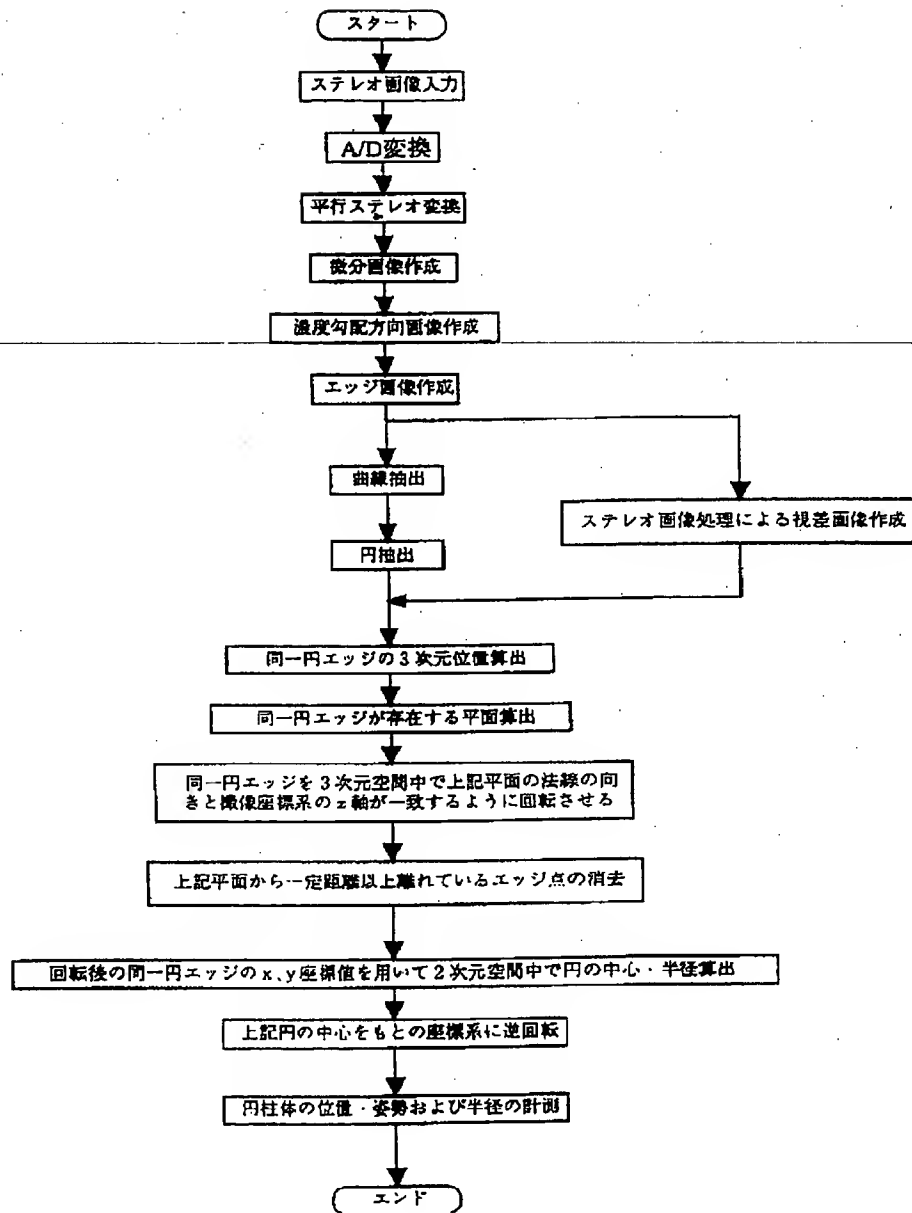 スタート
ステレオ画像入力
A/D変換
平行ステレオ変換
微分画像作成
濃度勾配方向画像作成
エッジ画像作成
曲線抽出
ステレオ画像処理による視差画像作成
円抽出
同一円エッジの3次元位置算出
同一円エッジが存在する平面算出
同一円エッジを3次元空間中で上記平面の法線の向
きと撮像座標系のz軸が一致するように回転させる
上記平面から一定距離以上離れているエッジ点の消去
回転後の同一円エッジのx、y座標値を用いて2次元空間中で円の中心・半径算出
上記円の中心をもとの座標系に逆回転
円柱体の位置・姿勢および半径の計測
エンド